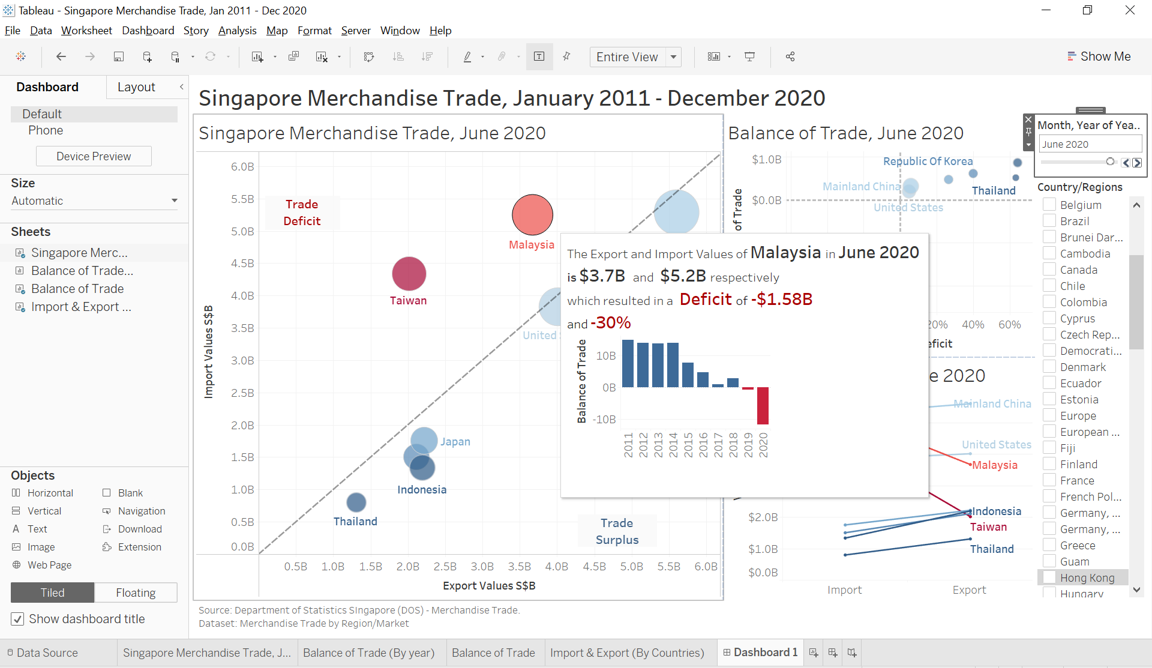 Tableau - Singapore Merchandise Trade, Jan 2011 - Dec 2020
File Data Worksheet Dashboard Story Analysis Map Format Server Window Help
Entire View
Show Me
Dashboard Layout
Default
Phone
Device Preview
Size
Automatic
Sheets
Singapore Merc...
Balance of Trade...
Balance of Trade
Import & Export ...
Objects
Horizontal Blank
Vertical Navigation
Text Download
Image Extension
Web Page
Tiled Floating
Show dashboard title
Singapore Merchandise Trade, January 2011 - December 2020
Singapore Merchandise Trade, June 2020
Import Values S$B
6.0B
5.5B
5.0B
4.5B
4.0B
3.5B
3.0B
2.5B
2.0B
1.5B
1.0B
0.5B
0.0B
Trade
Deficit
Malaysia
Taiwan
United
Japan
Indonesia
Thailand
Trade
Surplus
0.5B 1.0B 1.5B 2.0B 2.5B 3.0B 3.5B 4.0B 4.5B 5.0B 5.5B 6.0B
Export Values S$B
Source: Department of Statistics Singapore (DOS) - Merchandise Trade.
Dataset: Merchandise Trade by Region/Market
The Export and Import Values of Malaysia in June 2020
is $3.7B and $5.2B respectively
which resulted in a Deficit of -$1.58B
and -30%
Balance of Trade
10B
0B
-10B
2011 2012 2013 2014 2015 2016 2017 2018 2019 2020
Balance of Trade, June 2020
of Trade
$1.0B
$0.0B
Republic Of Korea
Mainland China
Thailand
United States
20% 40% 60%
eficit
e 2020
Mainland China
United States
Malaysia
Indonesia
Taiwan
Thailand
$2.0B
$1.0B
$0.0B
Import Export
Month, Year of Yea..
June 2020
Country/Regions
Belgium
Brazil
Brunei Dar...
Cambodia
Canada
Chile
Colombia
Cyprus
Czech Rep...
Democrati...
Denmark
Ecuador
Estonia
Europe
European ...
Fiji
Finland
France
French Pol...
Germany, ...
Germany, ...
Greece
Guam
Hong Kong
Hungary
Data Source
Singapore Merchandise Trade, J...
Balance of Trade (By year)
Balance of Trade
Import & Export (By Countries)
Dashboard 1